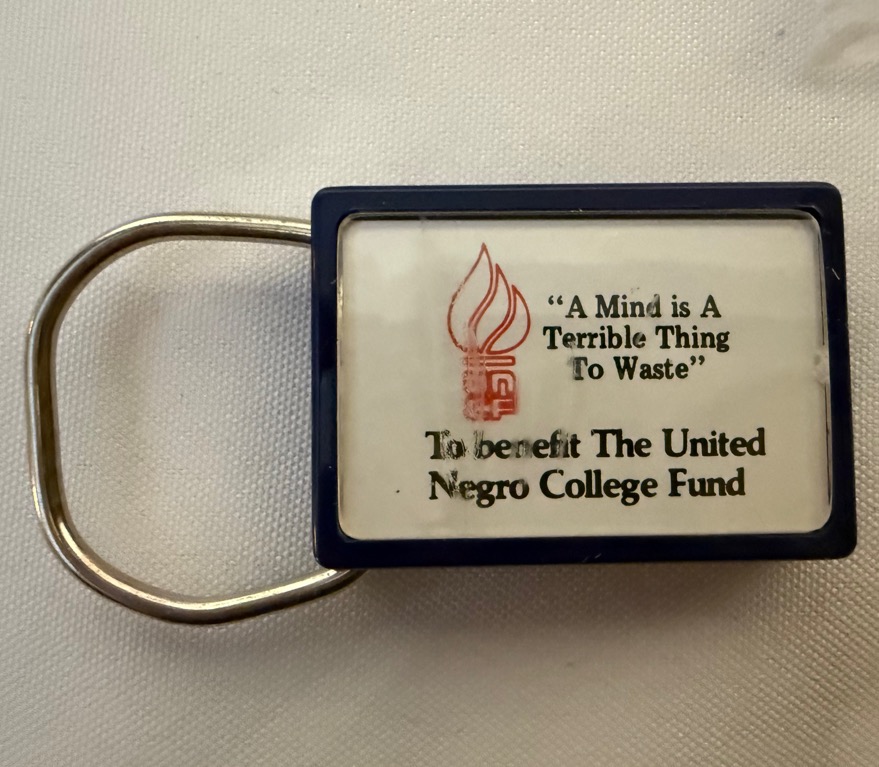 “A Mind is A
Terrible Thing
To Waste”
To benefit The United
Negro College Fund